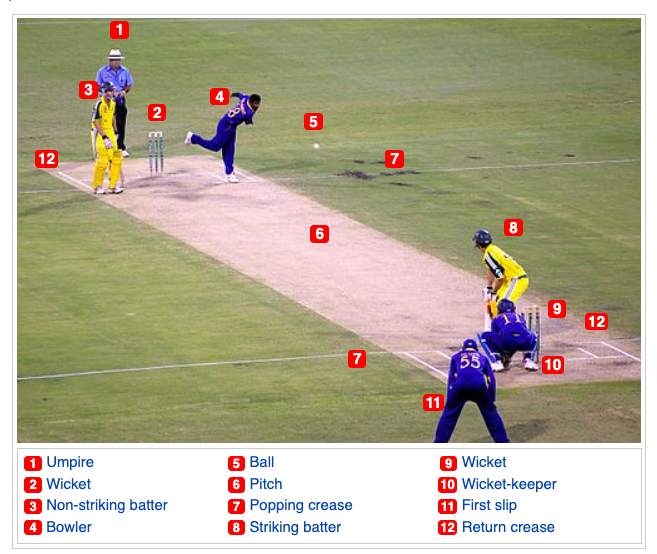 1
3
4
2
5
12
7
6
8
9
12
7
10
11
8
11
55
1 Umpire
2 Wicket
3 Non-striking batter
4 Bowler
5 Ball
6 Pitch
7 Popping crease
8 Striking batter
9 Wicket
10 Wicket-keeper
11 First slip
12 Return crease